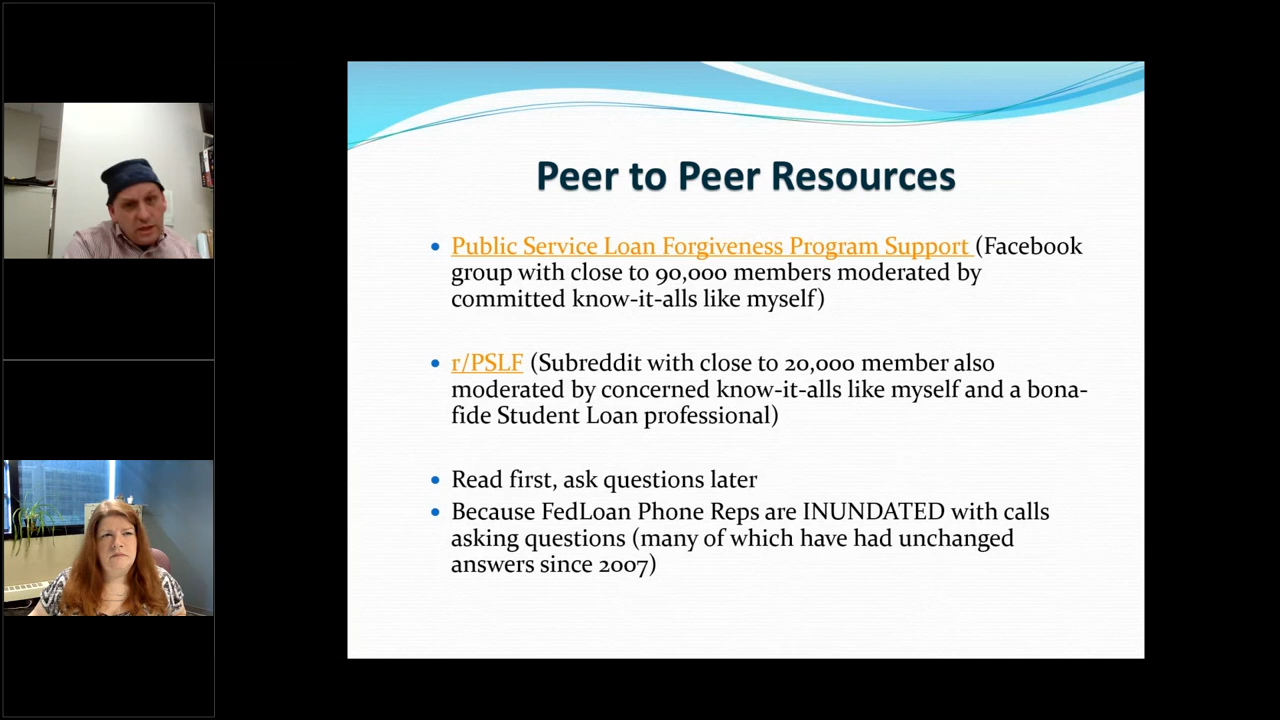 Peer to Peer Resources
• Public Service Loan Forgiveness Program Support (Facebook
group with close to 90,000 members moderated by
committed know-it-alls like myself)
• r/PSLF (Subreddit with close to 20,000 member also
moderated by concerned know-it-alls like myself and a bona-
fide Student Loan professional)
• Read first, ask questions later
• Because FedLoan Phone Reps are INUNDATED with calls
asking questions (many of which have had unchanged
answers since 2007)